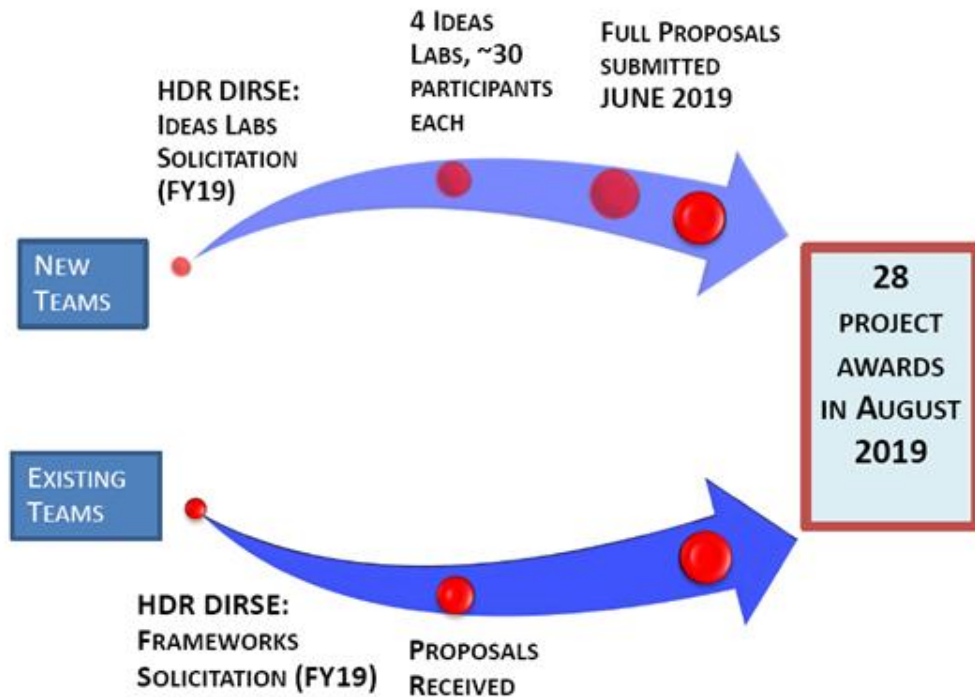 4 IDEAS
LABS, ~30
PARTICIPANTS
EACH
FULL PROPOSALS
SUBMITTED
JUNE 2019
HDR DIRSE:
IDEAS LABS
SOLICITATION
(FY19)
NEW
TEAMS
28
PROJECT
AWARDS
IN AUGUST
2019
EXISTING
TEAMS
HDR DIRSE:
FRAMEWORKS
SOLICITATION (FY19)
PROPOSALS
RECEIVED